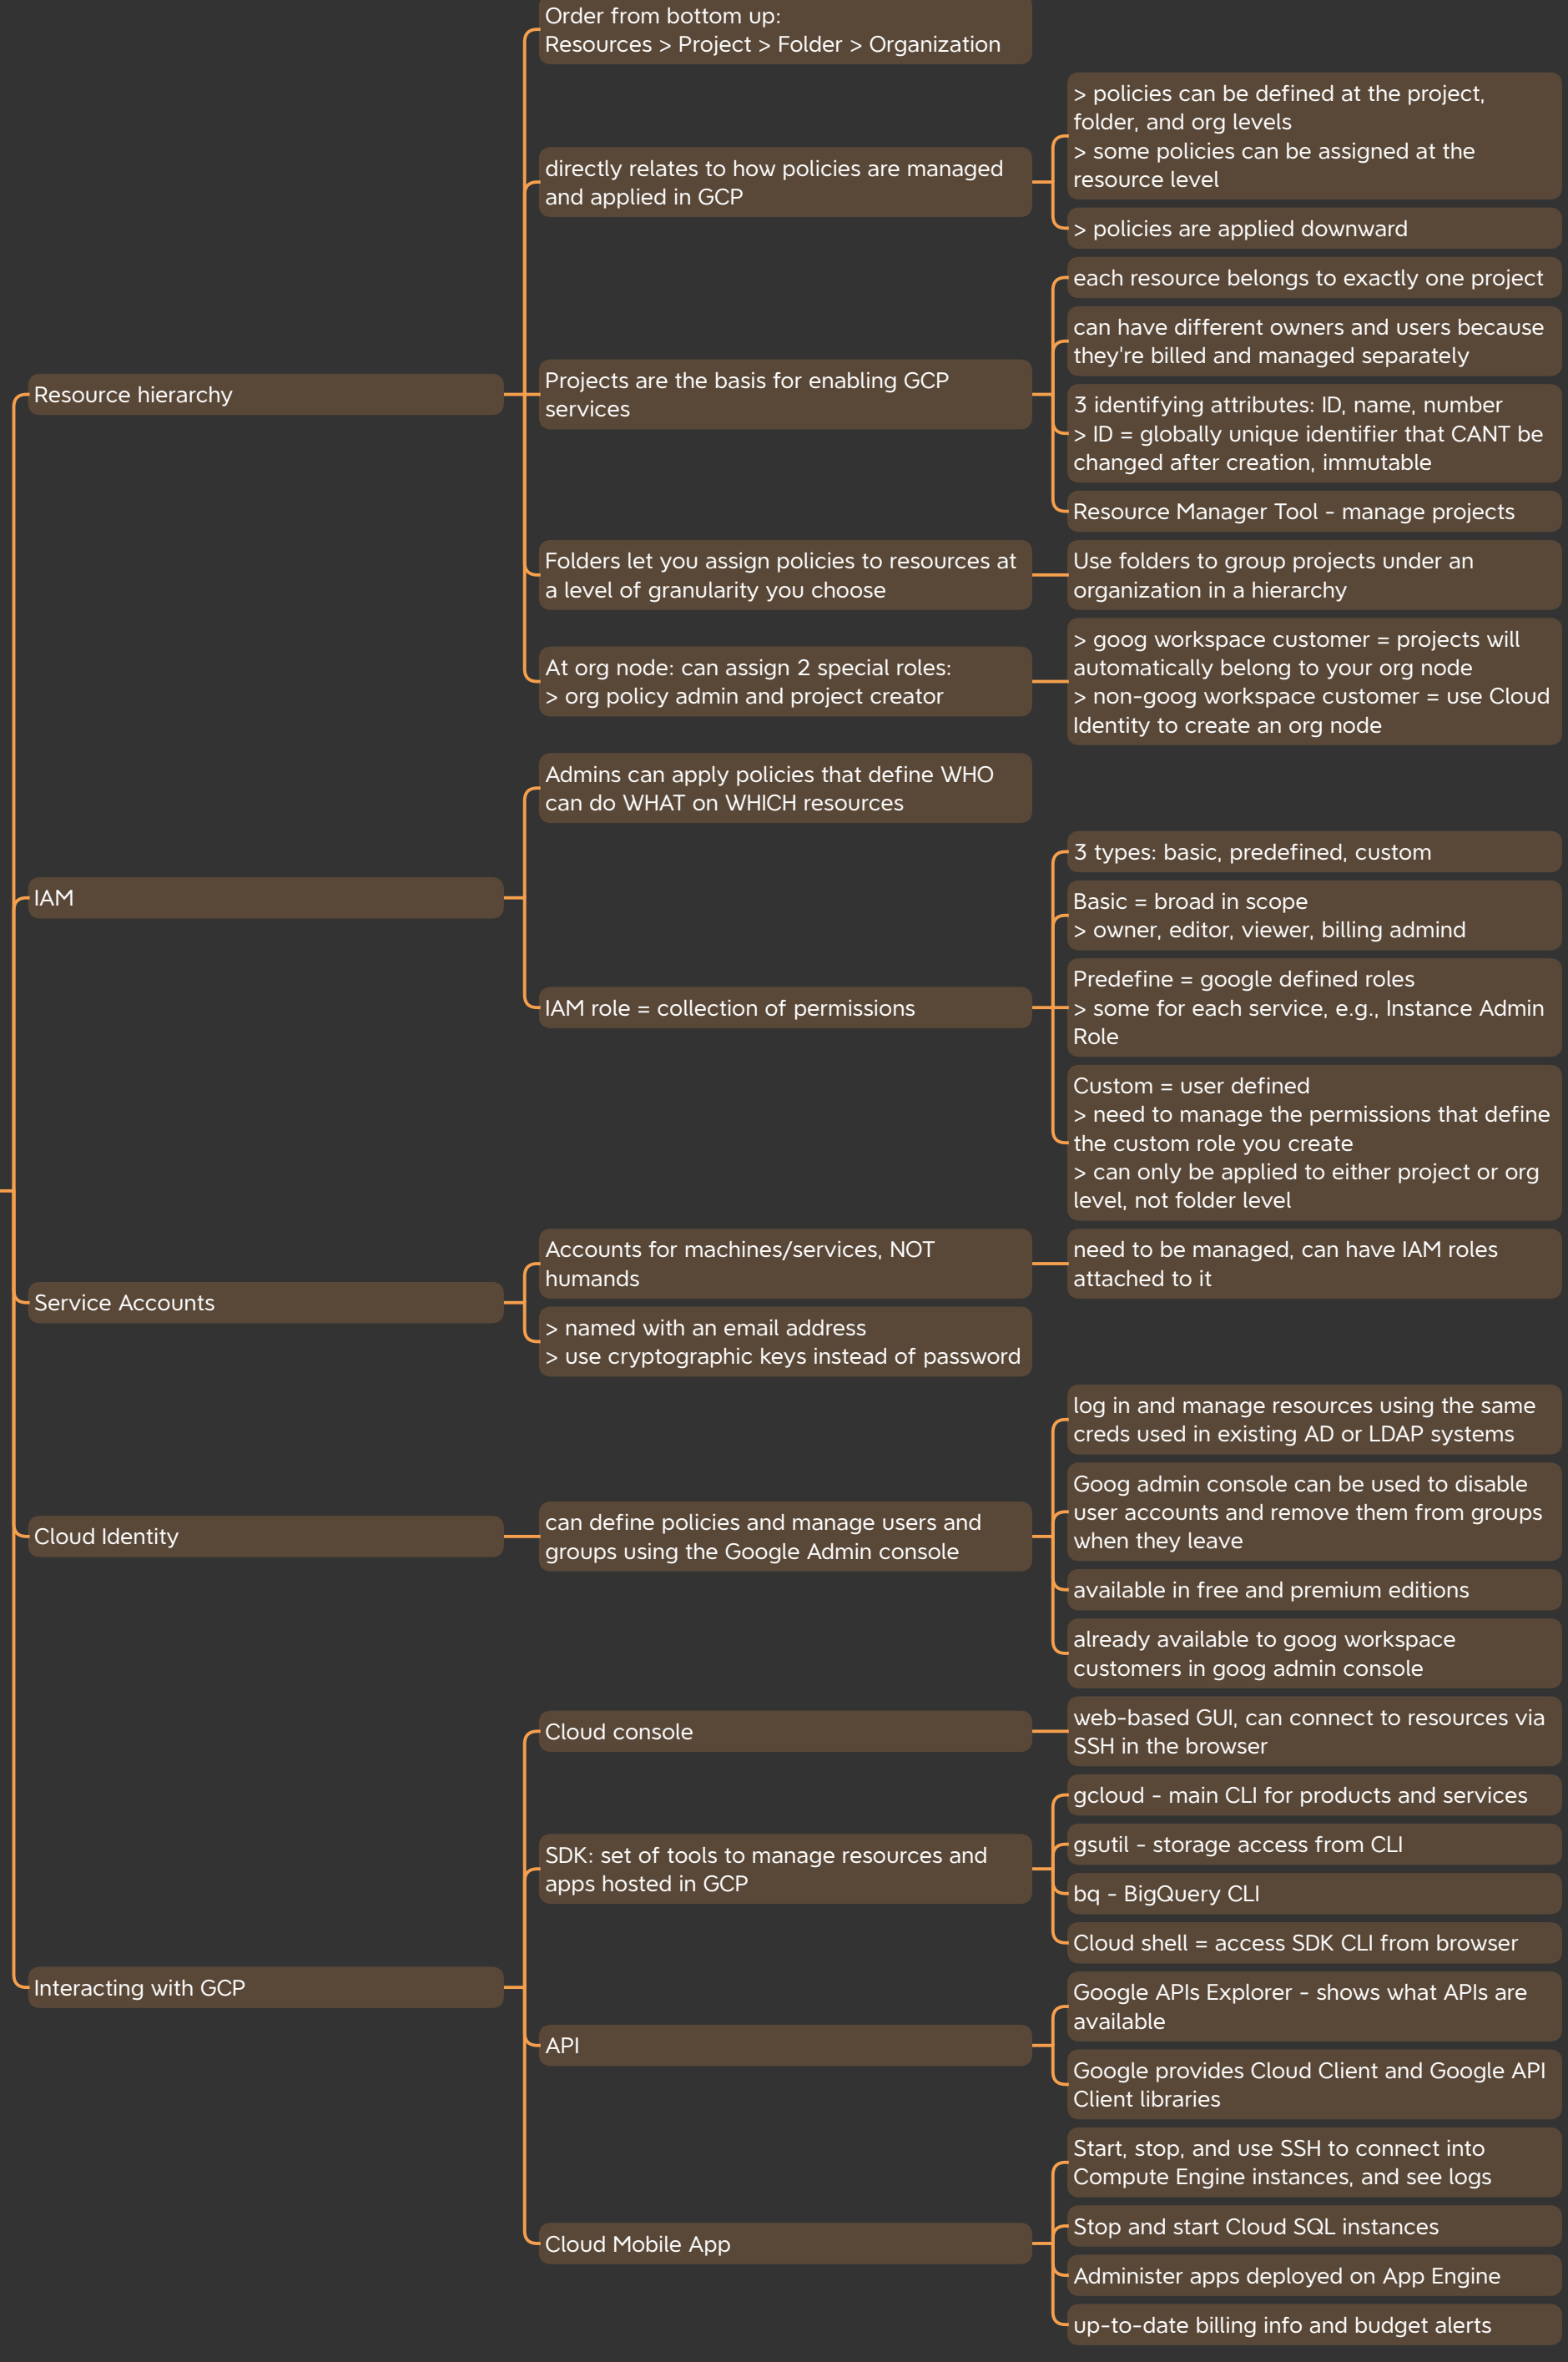 Order from bottom up:
Resources > Project > Folder > Organization
directly relates to how policies are managed
and applied in GCP
> policies can be defined at the project,
folder, and org levels
> some policies can be assigned at the
resource level
> policies are applied downward
Resource hierarchy
Projects are the basis for enabling GCP
services
each resource belongs to exactly one project
can have different owners and users because
they're billed and managed separately
3 identifying attributes: ID, name, number
> ID = globally unique identifier that CANT be
changed after creation, immutable
Resource Manager Tool - manage projects
Folders let you assign policies to resources at
a level of granularity you choose
Use folders to group projects under an
organization in a hierarchy
At org node: can assign 2 special roles:
> org policy admin and project creator
> goog workspace customer = projects will
automatically belong to your org node
> non-goog workspace customer = use Cloud
Identity to create an org node
IAM
Admins can apply policies that define WHO
can do WHAT on WHICH resources
IAM role = collection of permissions
3 types: basic, predefined, custom
Basic = broad in scope
> owner, editor, viewer, billing admind
Predefine = google defined roles
> some for each service, e.g., Instance Admin
Role
Custom = user defined
> need to manage the permissions that define
the custom role you create
> can only be applied to either project or org
level, not folder level
Service Accounts
Accounts for machines/services, NOT
humands
need to be managed, can have IAM roles
attached to it
> named with an email address
> use cryptographic keys instead of password
Cloud Identity
can define policies and manage users and
groups using the Google Admin console
log in and manage resources using the same
creds used in existing AD or LDAP systems
Goog admin console can be used to disable
user accounts and remove them from groups
when they leave
available in free and premium editions
already available to goog workspace
customers in goog admin console
Interacting with GCP
Cloud console
web-based GUI, can connect to resources via
SSH in the browser
SDK: set of tools to manage resources and
apps hosted in GCP
gcloud - main CLI for products and services
gsutil - storage access from CLI
bq - BigQuery CLI
Cloud shell = access SDK CLI from browser
API
Google APIs Explorer - shows what APIs are
available
Google provides Cloud Client and Google API
Client libraries
Cloud Mobile App
Start, stop, and use SSH to connect into
Compute Engine instances, and see logs
Stop and start Cloud SQL instances
Administer apps deployed on App Engine
up-to-date billing info and budget alerts